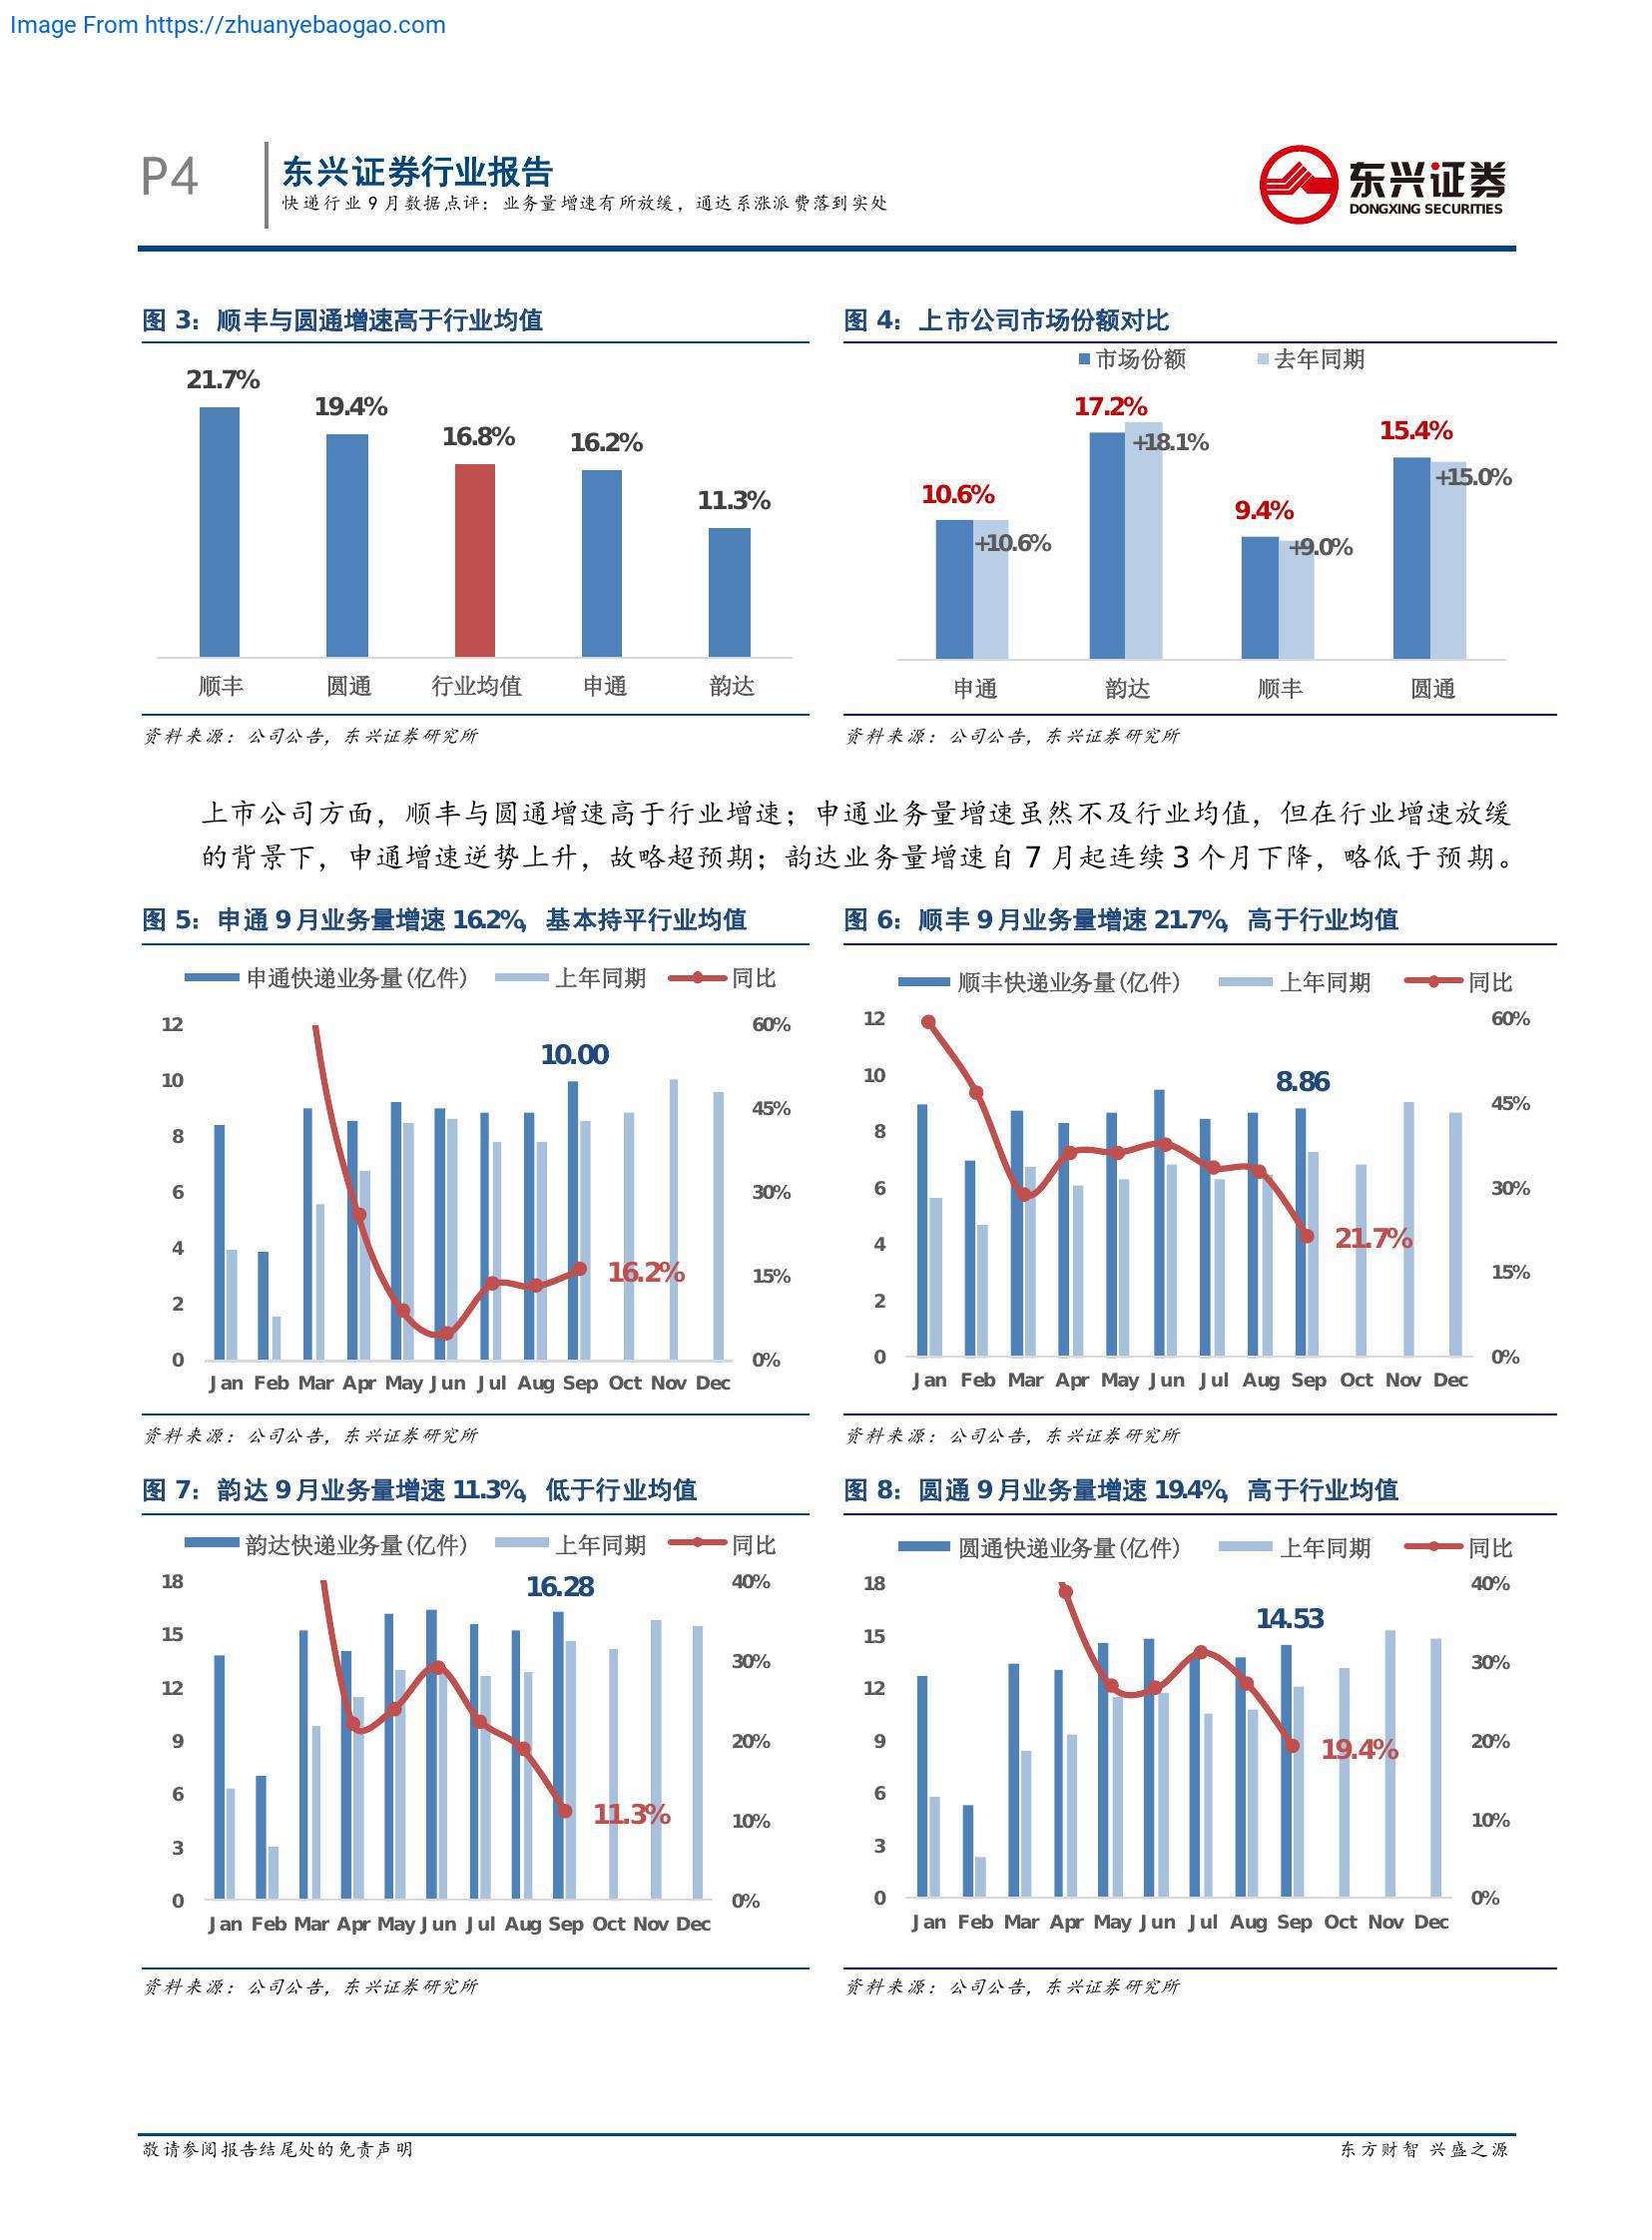 Image From https://zhuanyebaogao.com
P4
东兴证券行业报告
快递行业 9 月数据点评：业务量增速有所放缓，通达系涨派费落到实处
东兴证券
DONGXING SECURITIES
图 3：顺丰与圆通增速高于行业均值
21.7%
19.4%
16.8%
16.2%
11.3%
顺丰 圆通 行业均值 申通 韵达
资料来源：公司公告，东兴证券研究所
图 4：上市公司市场份额对比
市场份额 去年同期
10.6%
+10.6%
17.2%
+18.1%
9.4%
+9.0%
15.4%
+15.0%
申通 韵达 顺丰 圆通
资料来源：公司公告，东兴证券研究所
上市公司方面，顺丰与圆通增速高于行业增速；申通业务量增速虽然不及行业均值，但在行业增速放缓
的背景下，申通增速逆势上升，故略超预期；韵达业务量增速自 7 月起连续 3 个月下降，略低于预期。
图 5：申通 9 月业务量增速 16.2%，基本持平行业均值
申通快递业务量(亿件) 上年同期 同比
12
10
8
6
4
2
0
60%
45%
30%
15%
0%
10.00
16.2%
Jan Feb Mar Apr May Jun Jul Aug Sep Oct Nov Dec
资料来源：公司公告，东兴证券研究所
图 6：顺丰 9 月业务量增速 21.7%，高于行业均值
顺丰快递业务量(亿件) 上年同期 同比
12
10
8
6
4
2
0
60%
45%
30%
15%
0%
8.86
21.7%
Jan Feb Mar Apr May Jun Jul Aug Sep Oct Nov Dec
资料来源：公司公告，东兴证券研究所
图 7：韵达 9 月业务量增速 11.3%，低于行业均值
韵达快递业务量(亿件) 上年同期 同比
18
15
12
9
6
3
0
40%
30%
20%
10%
0%
16.28
11.3%
Jan Feb Mar Apr May Jun Jul Aug Sep Oct Nov Dec
资料来源：公司公告，东兴证券研究所
图 8：圆通 9 月业务量增速 19.4%，高于行业均值
圆通快递业务量(亿件) 上年同期 同比
18
15
12
9
6
3
0
40%
30%
20%
10%
0%
14.53
19.4%
Jan Feb Mar Apr May Jun Jul Aug Sep Oct Nov Dec
资料来源：公司公告，东兴证券研究所
敬请参阅报告结尾处的免责声明
东方财智 兴盛之源